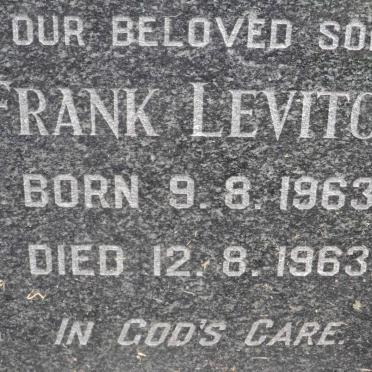 OUR BELOVED SO
FRANK LEVITO
BORN 9.8.1963
DIED 12.8.1963
IN GOD'S CARE.